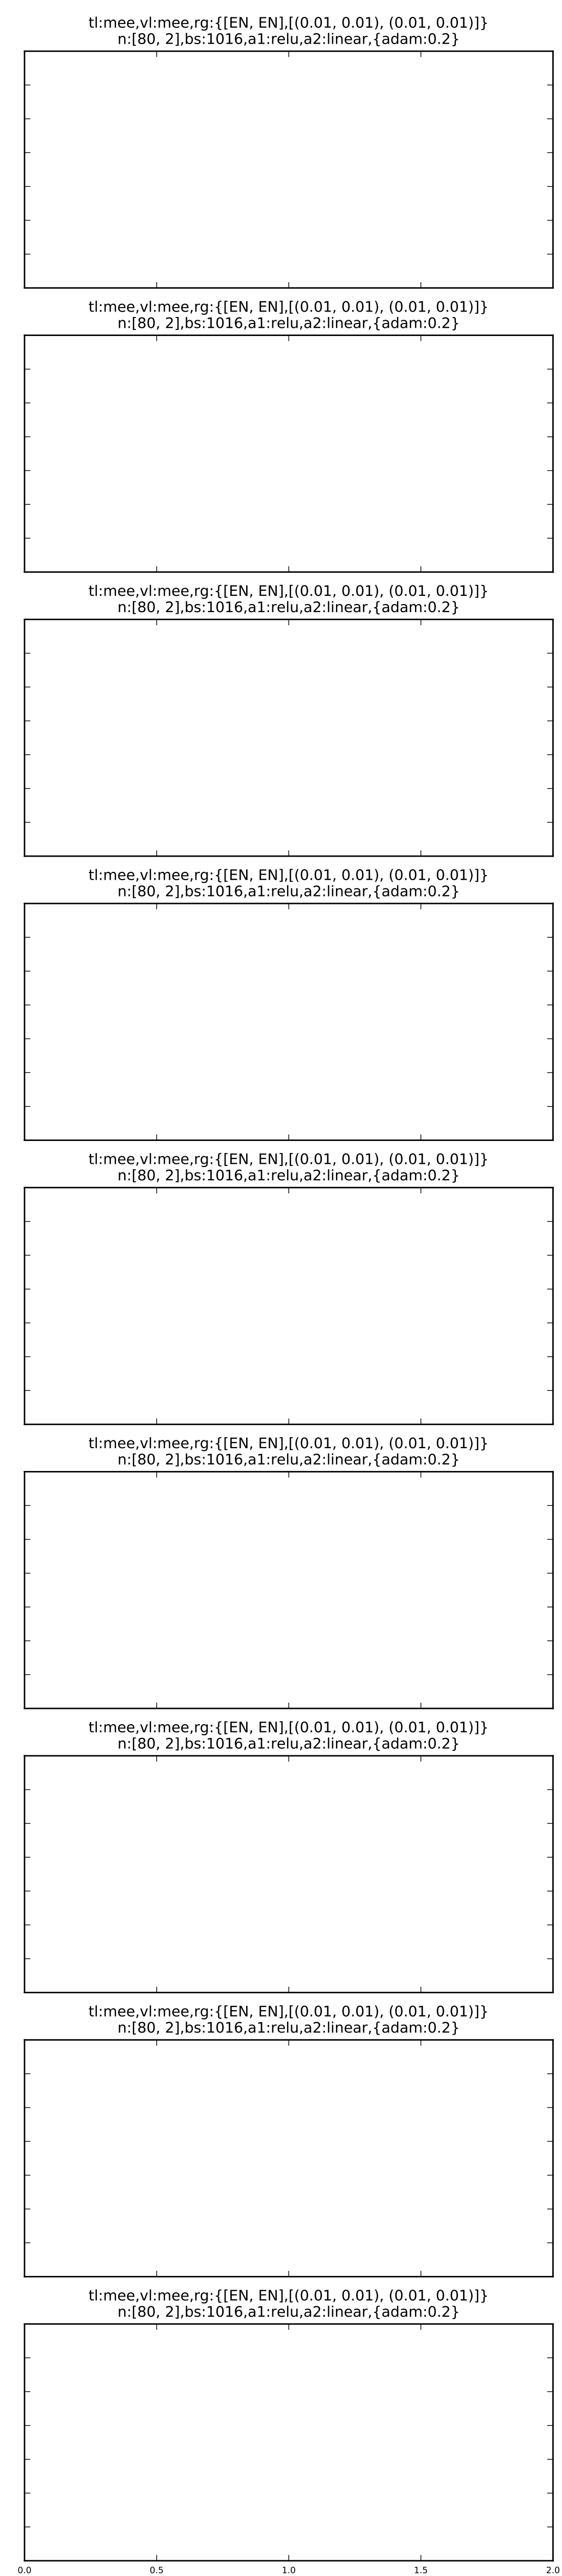 tl:mee,vl:mee,rg:{[EN, EN],[(0.01, 0.01), (0.01, 0.01)]}
n:[80, 2],bs:1016,a1:relu,a2:linear,{adam:0.2}
tl:mee,vl:mee,rg:{[EN, EN],[(0.01, 0.01), (0.01, 0.01)]}
n:[80, 2],bs:1016,a1:relu,a2:linear,{adam:0.2}
tl:mee,vl:mee,rg:{[EN, EN],[(0.01, 0.01), (0.01, 0.01)]}
n:[80, 2],bs:1016,a1:relu,a2:linear,{adam:0.2}
tl:mee,vl:mee,rg:{[EN, EN],[(0.01, 0.01), (0.01, 0.01)]}
n:[80, 2],bs:1016,a1:relu,a2:linear,{adam:0.2}
tl:mee,vl:mee,rg:{[EN, EN],[(0.01, 0.01), (0.01, 0.01)]}
n:[80, 2],bs:1016,a1:relu,a2:linear,{adam:0.2}
tl:mee,vl:mee,rg:{[EN, EN],[(0.01, 0.01), (0.01, 0.01)]}
n:[80, 2],bs:1016,a1:relu,a2:linear,{adam:0.2}
tl:mee,vl:mee,rg:{[EN, EN],[(0.01, 0.01), (0.01, 0.01)]}
n:[80, 2],bs:1016,a1:relu,a2:linear,{adam:0.2}
tl:mee,vl:mee,rg:{[EN, EN],[(0.01, 0.01), (0.01, 0.01)]}
n:[80, 2],bs:1016,a1:relu,a2:linear,{adam:0.2}
tl:mee,vl:mee,rg:{[EN, EN],[(0.01, 0.01), (0.01, 0.01)]}
n:[80, 2],bs:1016,a1:relu,a2:linear,{adam:0.2}
0.0 0.5 1.0 1.5 2.0